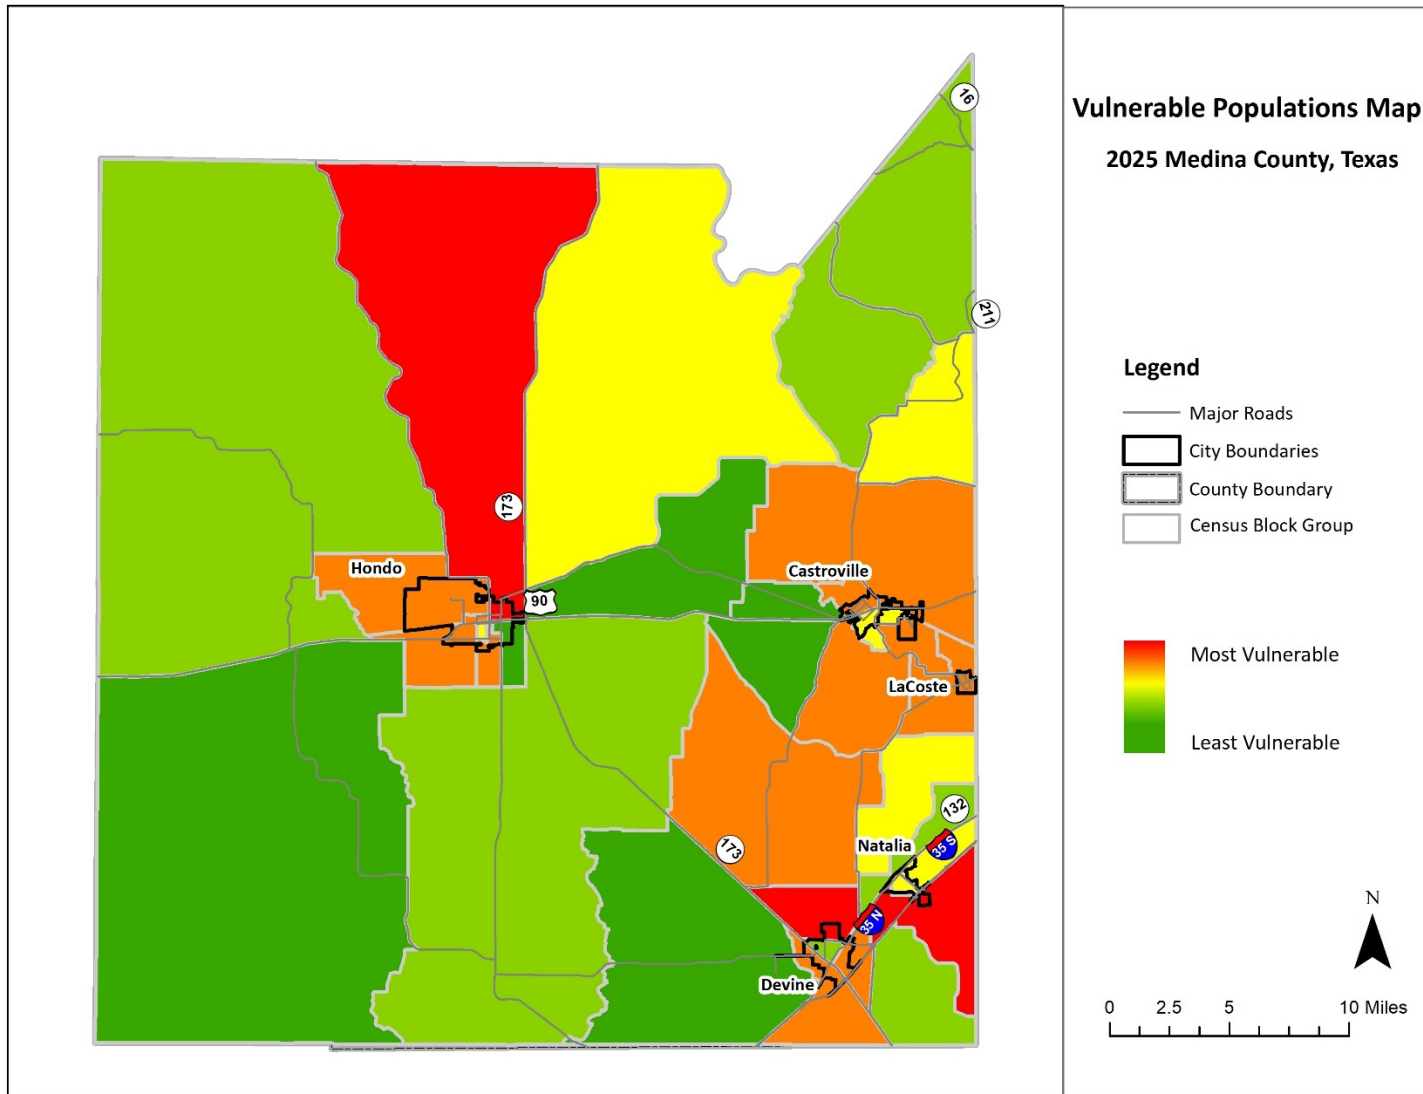 Vulnerable Populations Map
2025 Medina County, Texas
16
211
Legend
Major Roads
City Boundaries
County Boundary
Census Block Group
173
Hondo
90
Castroville
LaCoste
Most Vulnerable
Least Vulnerable
132
173
Natalia
35 S
35 N
Devine
N
0 2.5 5 10 Miles